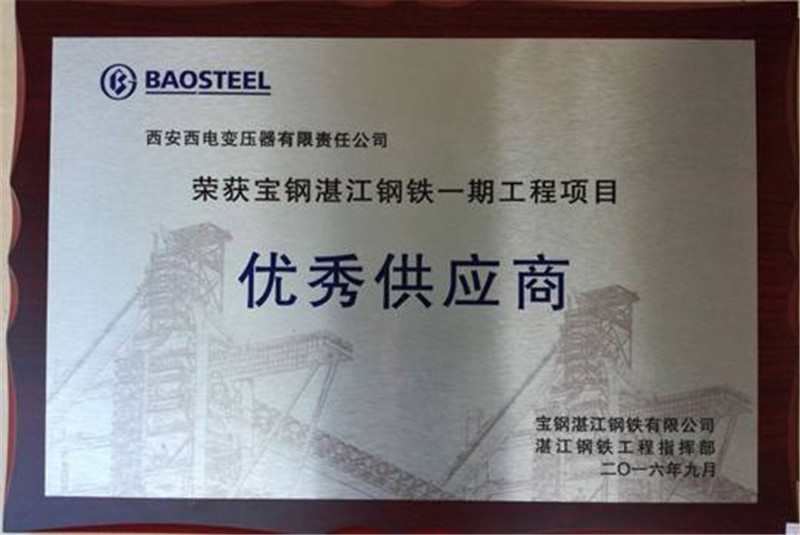 BAOSTEEL
西安西电变压器有限责任公司
荣获宝钢湛江钢铁一期工程项目
优秀供应商
宝钢湛江钢铁有限公司
湛江钢铁工程指挥部
二〇一六年九月